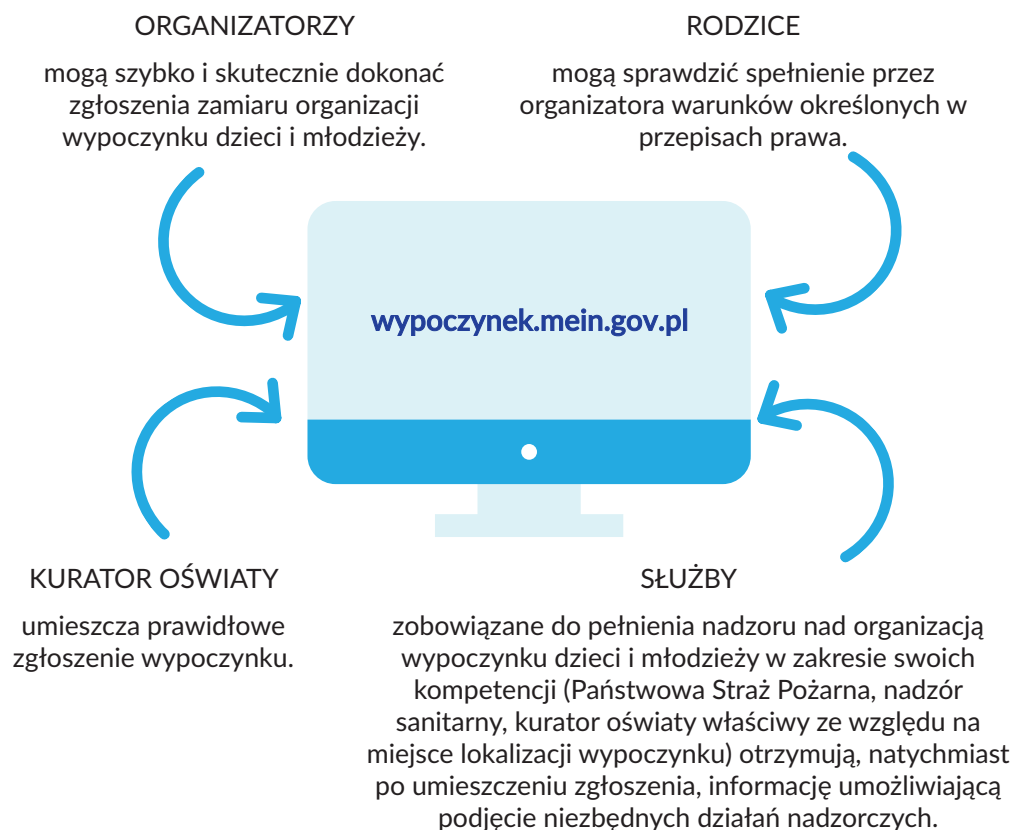 ORGANIZATORZY
mogą szybko i skutecznie dokonać
zgłoszenia zamiaru organizacji
wypoczynku dzieci i młodzieży.
RODZICE
mogą sprawdzić spełnienie przez
organizatora warunków określonych w
przepisach prawa.
wypoczynek.mein.gov.pl
KURATOR OŚWIATY
umieszcza prawidłowe
zgłoszenie wypoczynku.
SŁUŻBY
zobowiązane do pełnienia nadzoru nad organizacją
wypoczynku dzieci i młodzieży w zakresie swoich
kompetencji (Państwowa Straż Pożarna, nadzór
sanitarny, kurator oświaty właściwy ze względu na
miejsce lokalizacji wypoczynku) otrzymują, natychmiast
po umieszczeniu zgłoszenia, informację umożliwiającą
podjęcie niezbędnych działań nadzorczych.